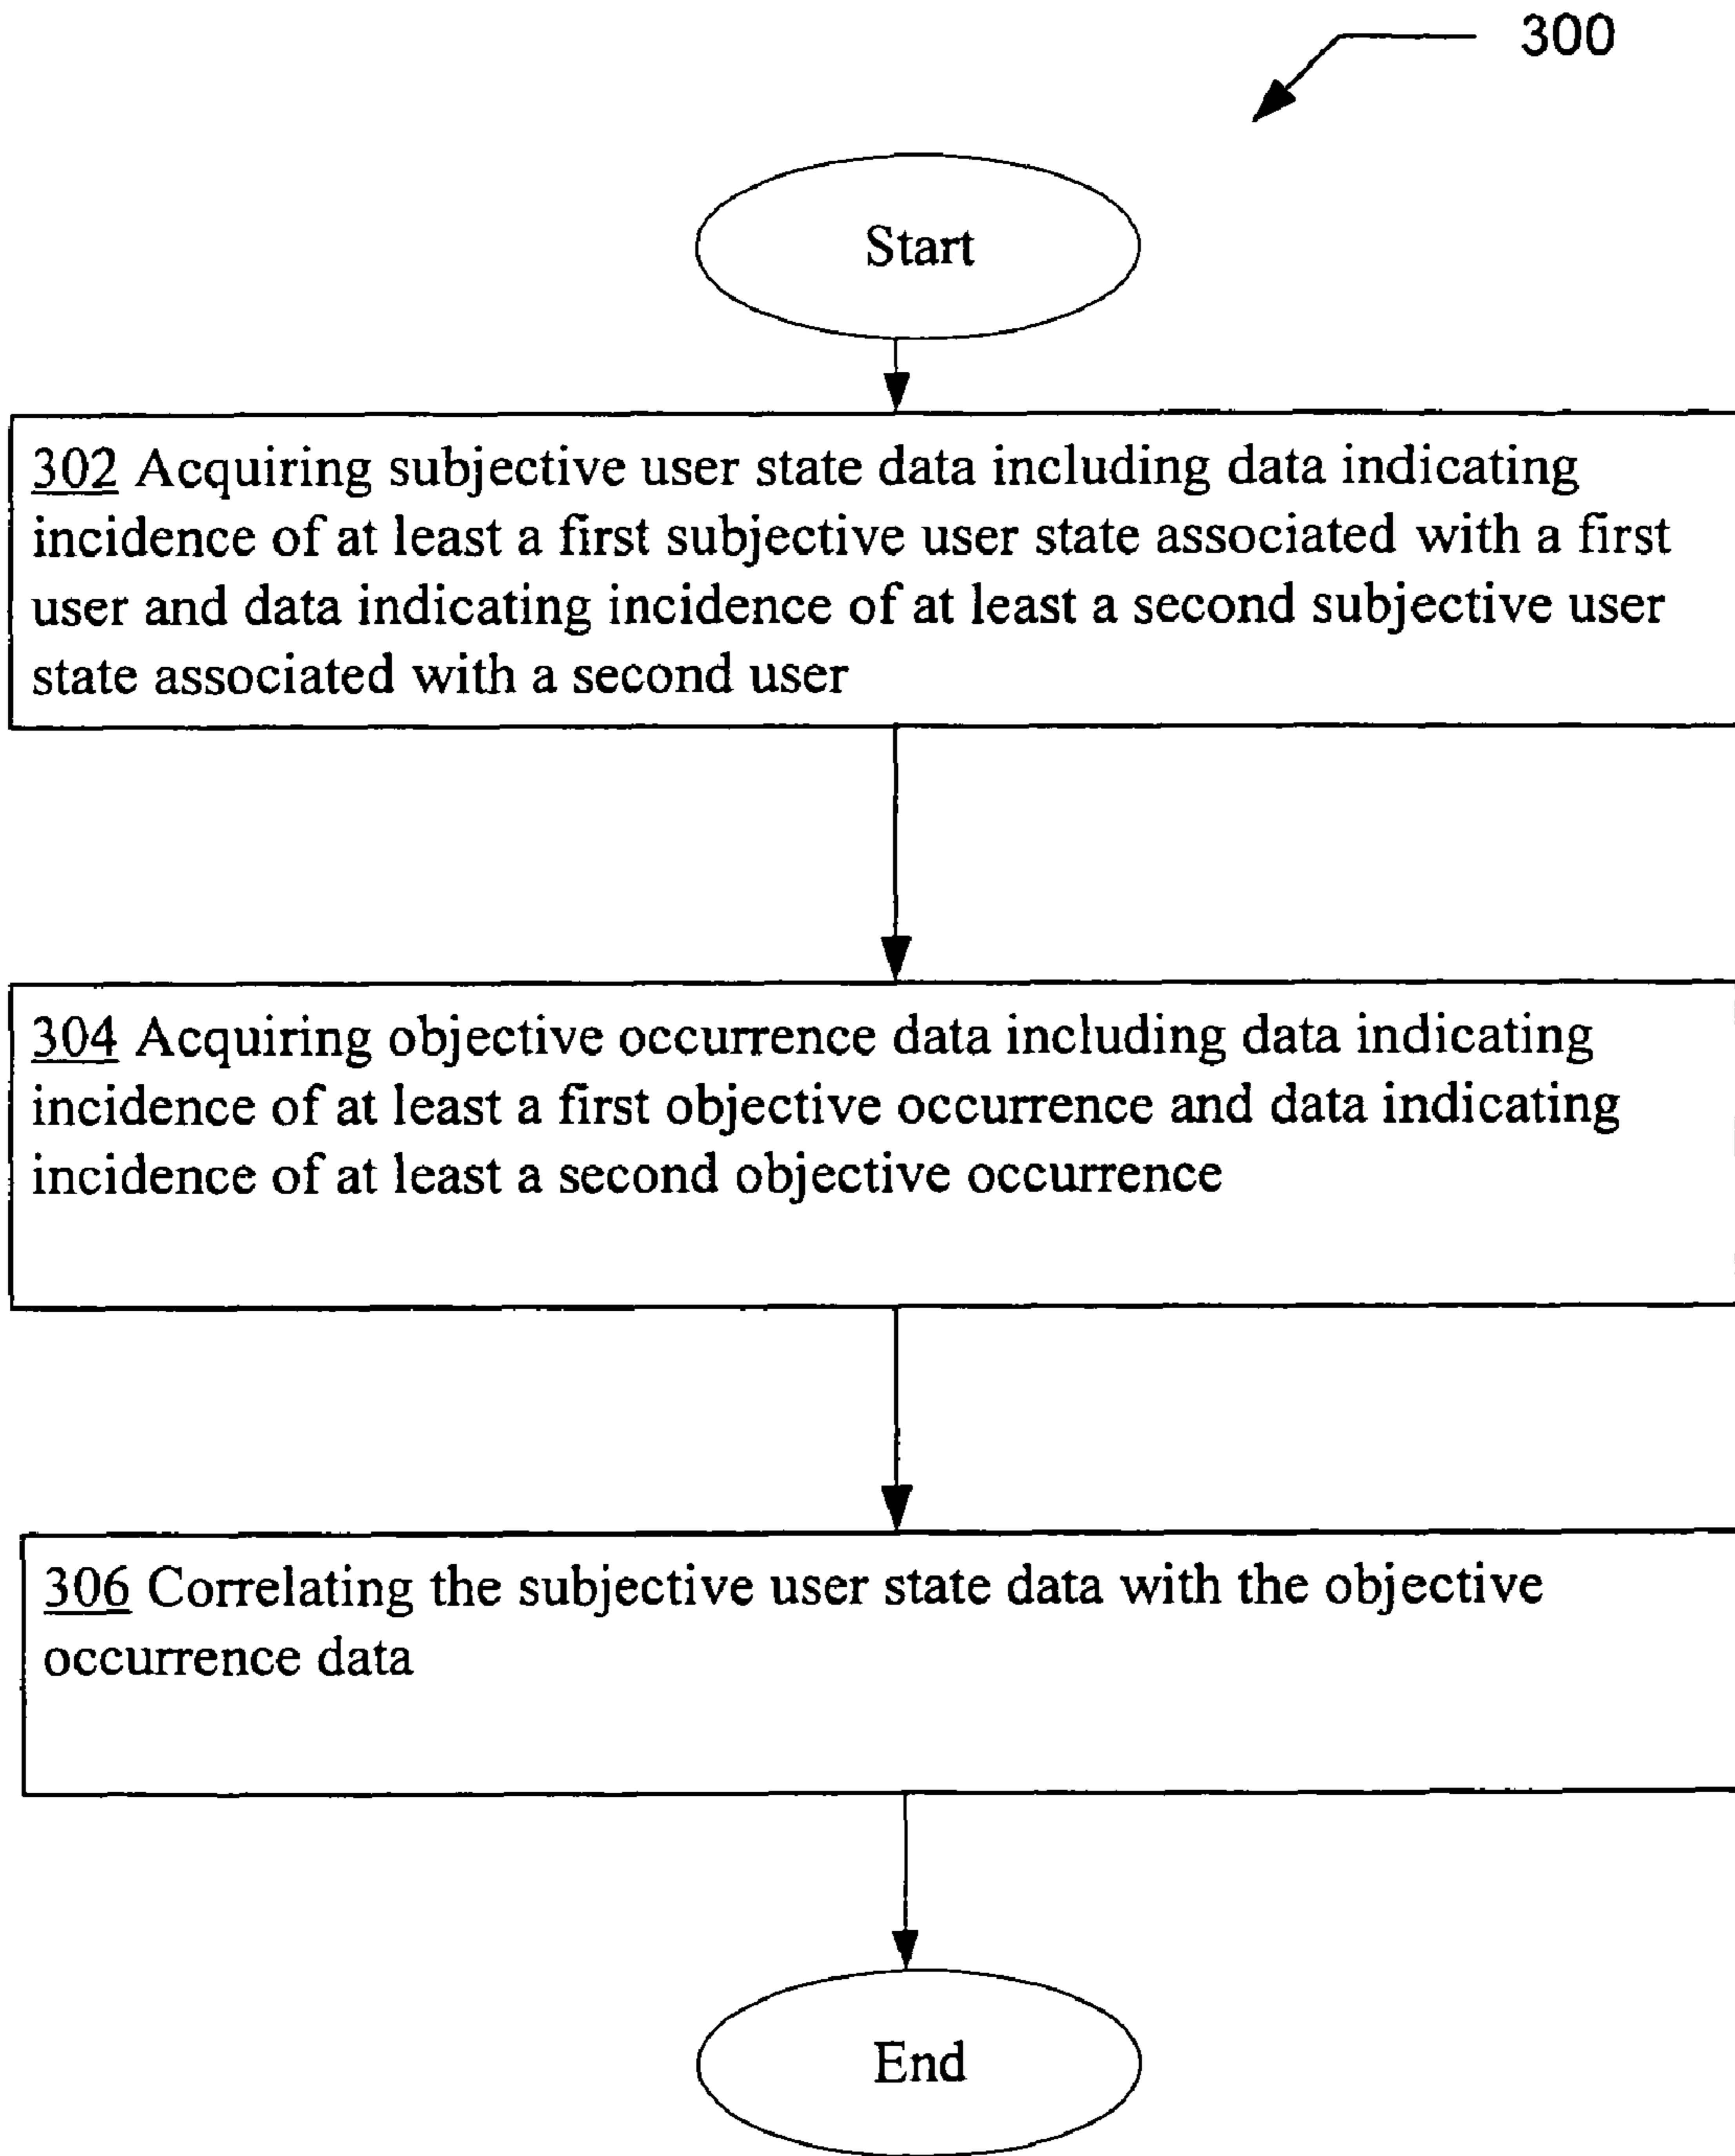 300
Start
302 Acquiring subjective user state data including data indicating
incidence of at least a first subjective user state associated with a first
user and data indicating incidence of at least a second subjective user
state associated with a second user
304 Acquiring objective occurrence data including data indicating
incidence of at least a first objective occurrence and data indicating
incidence of at least a second objective occurrence
306 Correlating the subjective user state data with the objective
occurrence data
End